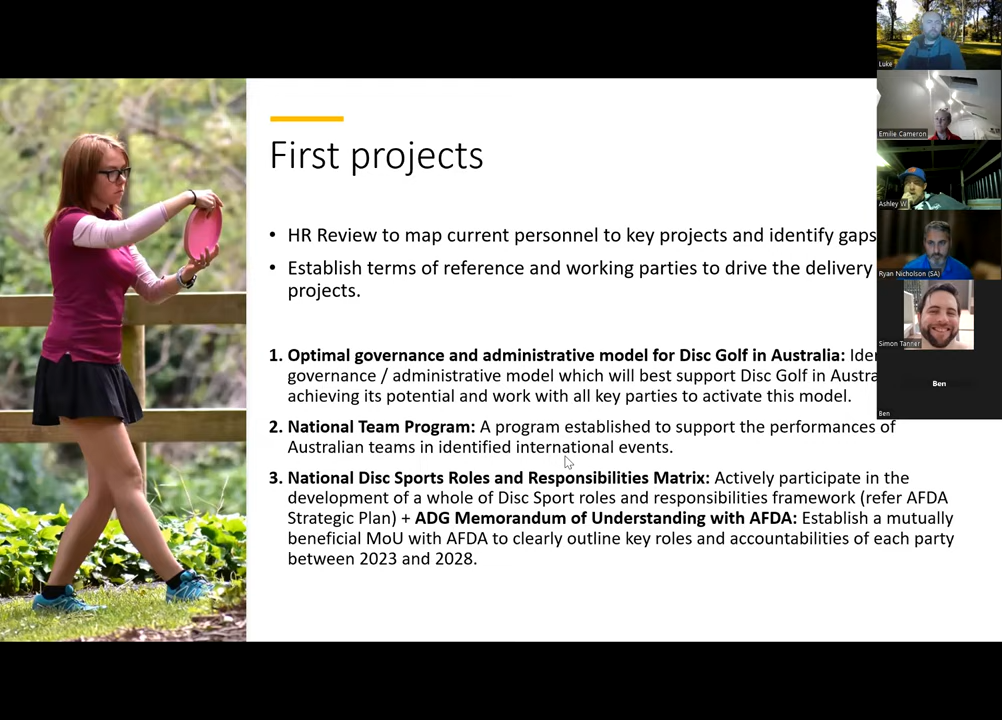 First projects
• HR Review to map current personnel to key projects and identify gaps
• Establish terms of reference and working parties to drive the delivery
projects.
1. Optimal governance and administrative model for Disc Golf in Australia:
governance / administrative model which will best support Disc Golf in
achieving its potential and work with all key parties to activate this model.
2. National Team Program: A program established to support the performances of
Australian teams in identified international events.
3. National Disc Sports Roles and Responsibilities Matrix: Actively participate in the
development of a whole of Disc Sport roles and responsibilities framework (refer AFDA
Strategic Plan) + ADG Memorandum of Understanding with AFDA: Establish a mutually
beneficial MoU with AFDA to clearly outline key roles and accountabilities of each party
between 2023 and 2028.
Luke
Emilie Cameron
Ashley W
Ryan Nicholson (SA)
Simon Tanner
Ben
Ben